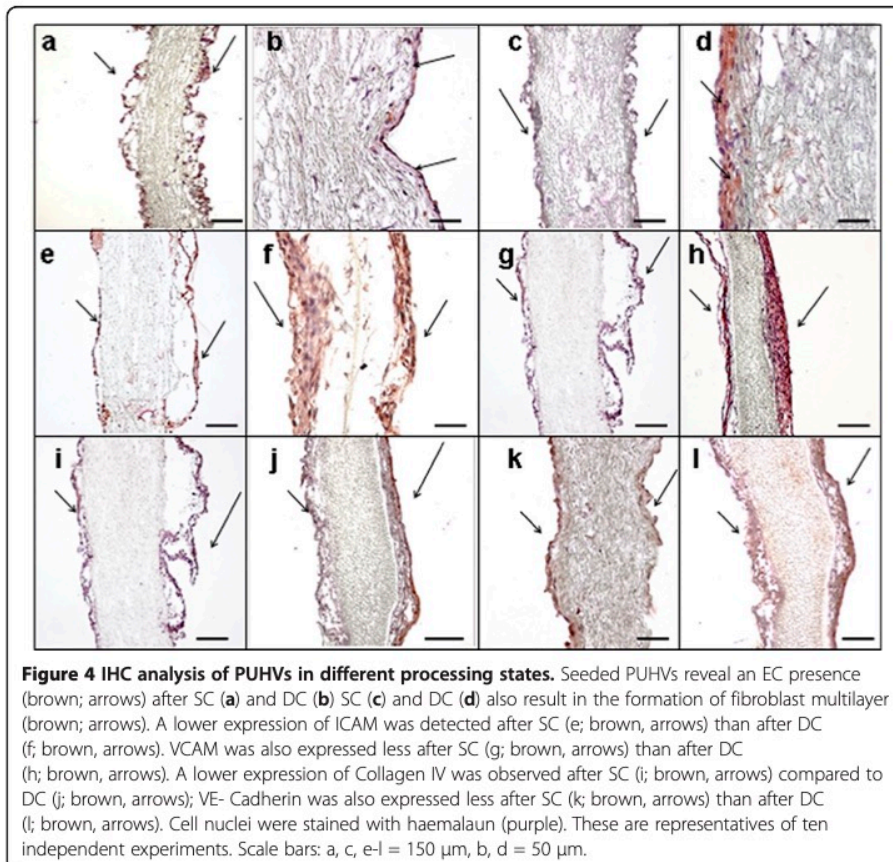 a
b
c
d
e
f
g
h
i
j
k
l
Figure 4 IHC analysis of PUHVs in different processing states. Seeded PUHVs reveal an EC presence
(brown; arrows) after SC (a) and DC (b) SC (c) and DC (d) also result in the formation of fibroblast multilayer
(brown; arrows). A lower expression of ICAM was detected after SC (e; brown, arrows) than after DC
(f; brown, arrows). VCAM was also expressed less after SC (g; brown, arrows) than after DC
(h; brown, arrows). A lower expression of Collagen IV was observed after SC (i; brown, arrows) compared to
DC (j; brown, arrows); VE- Cadherin was also expressed less after SC (k; brown, arrows) than after DC
(l; brown, arrows). Cell nuclei were stained with haemalaun (purple). These are representatives of ten
independent experiments. Scale bars: a, c, e-l = 150 μm, b, d = 50 μm.